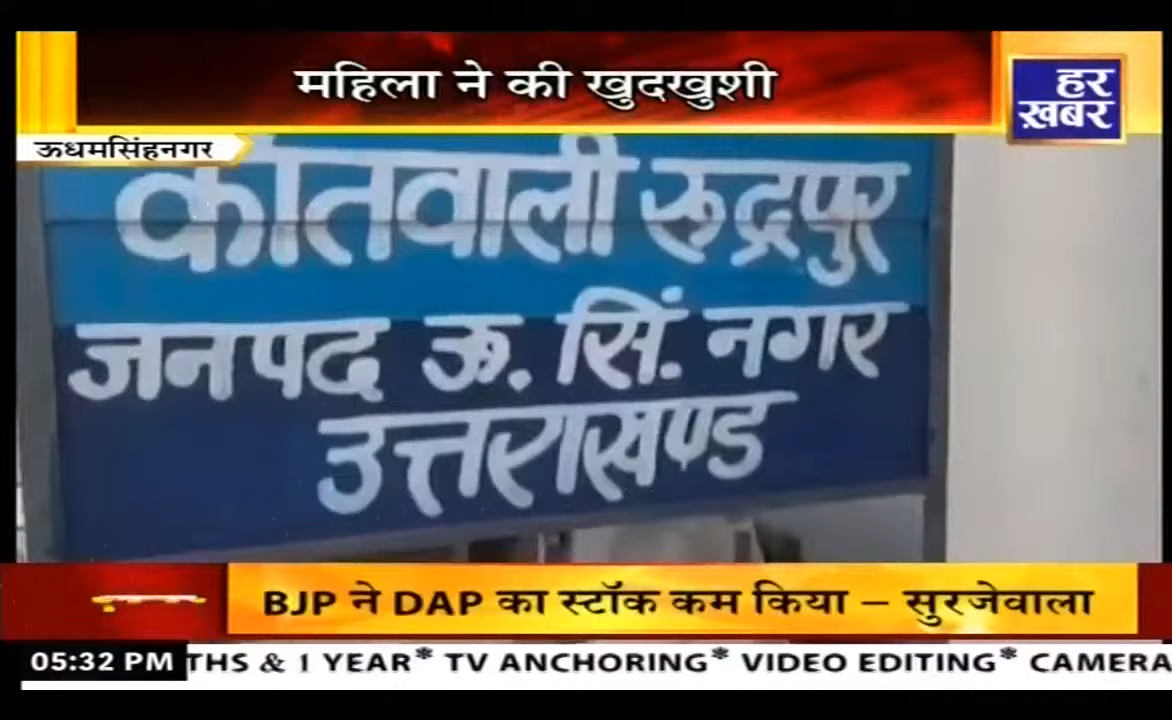 महिला ने की खुदखुशी
हर
ख़बर
ऊधमसिंहनगर
कोतवाली रूद्रपुर
जनपद ऊ. सिं. नगर
उत्तराखण्ड
BJP ने DAP का स्टॉक कम किया – सुरजेवाला
05:32 PM THS & 1 YEAR* TV ANCHORING* VIDEO EDITING* CAMERA